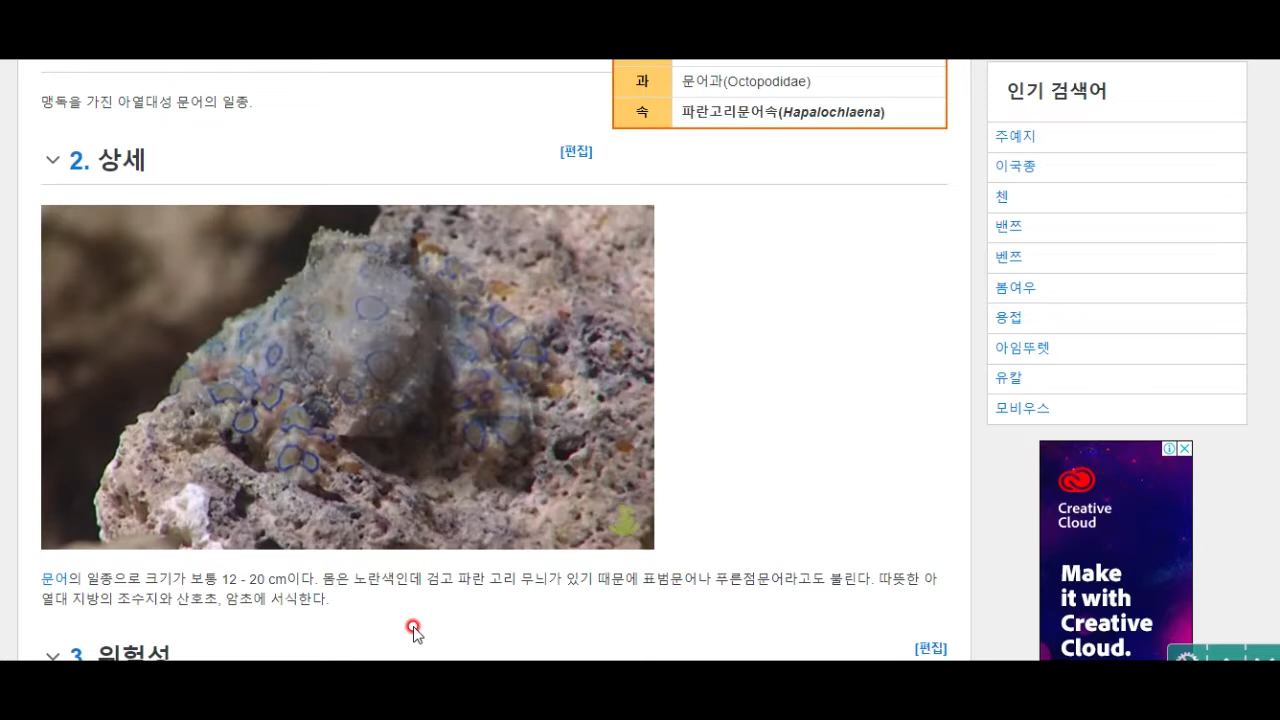 과 문어과(Octopodidae)
맹독을 가진 아열대성 문어의 일종.
속 파란고리문어속(Hapalochlaena)
2. 상세 [편집]
문어의 일종으로 크기가 보통 12 - 20 cm이다. 몸은 노란색인데 검고 파란 고리 무늬가 있기 때문에 표범문어나 푸른점문어라고도 불린다. 따뜻한 아
열대 지방의 조수지와 산호초, 암초에 서식한다.
3. 위험성 [편집]
인기 검색어
주예지
이국종
첸
밴쯔
벤쯔
봄여우
용접
아임뚜렛
유칼
모비우스
Creative
Cloud
Make
it with
Creative
Cloud.